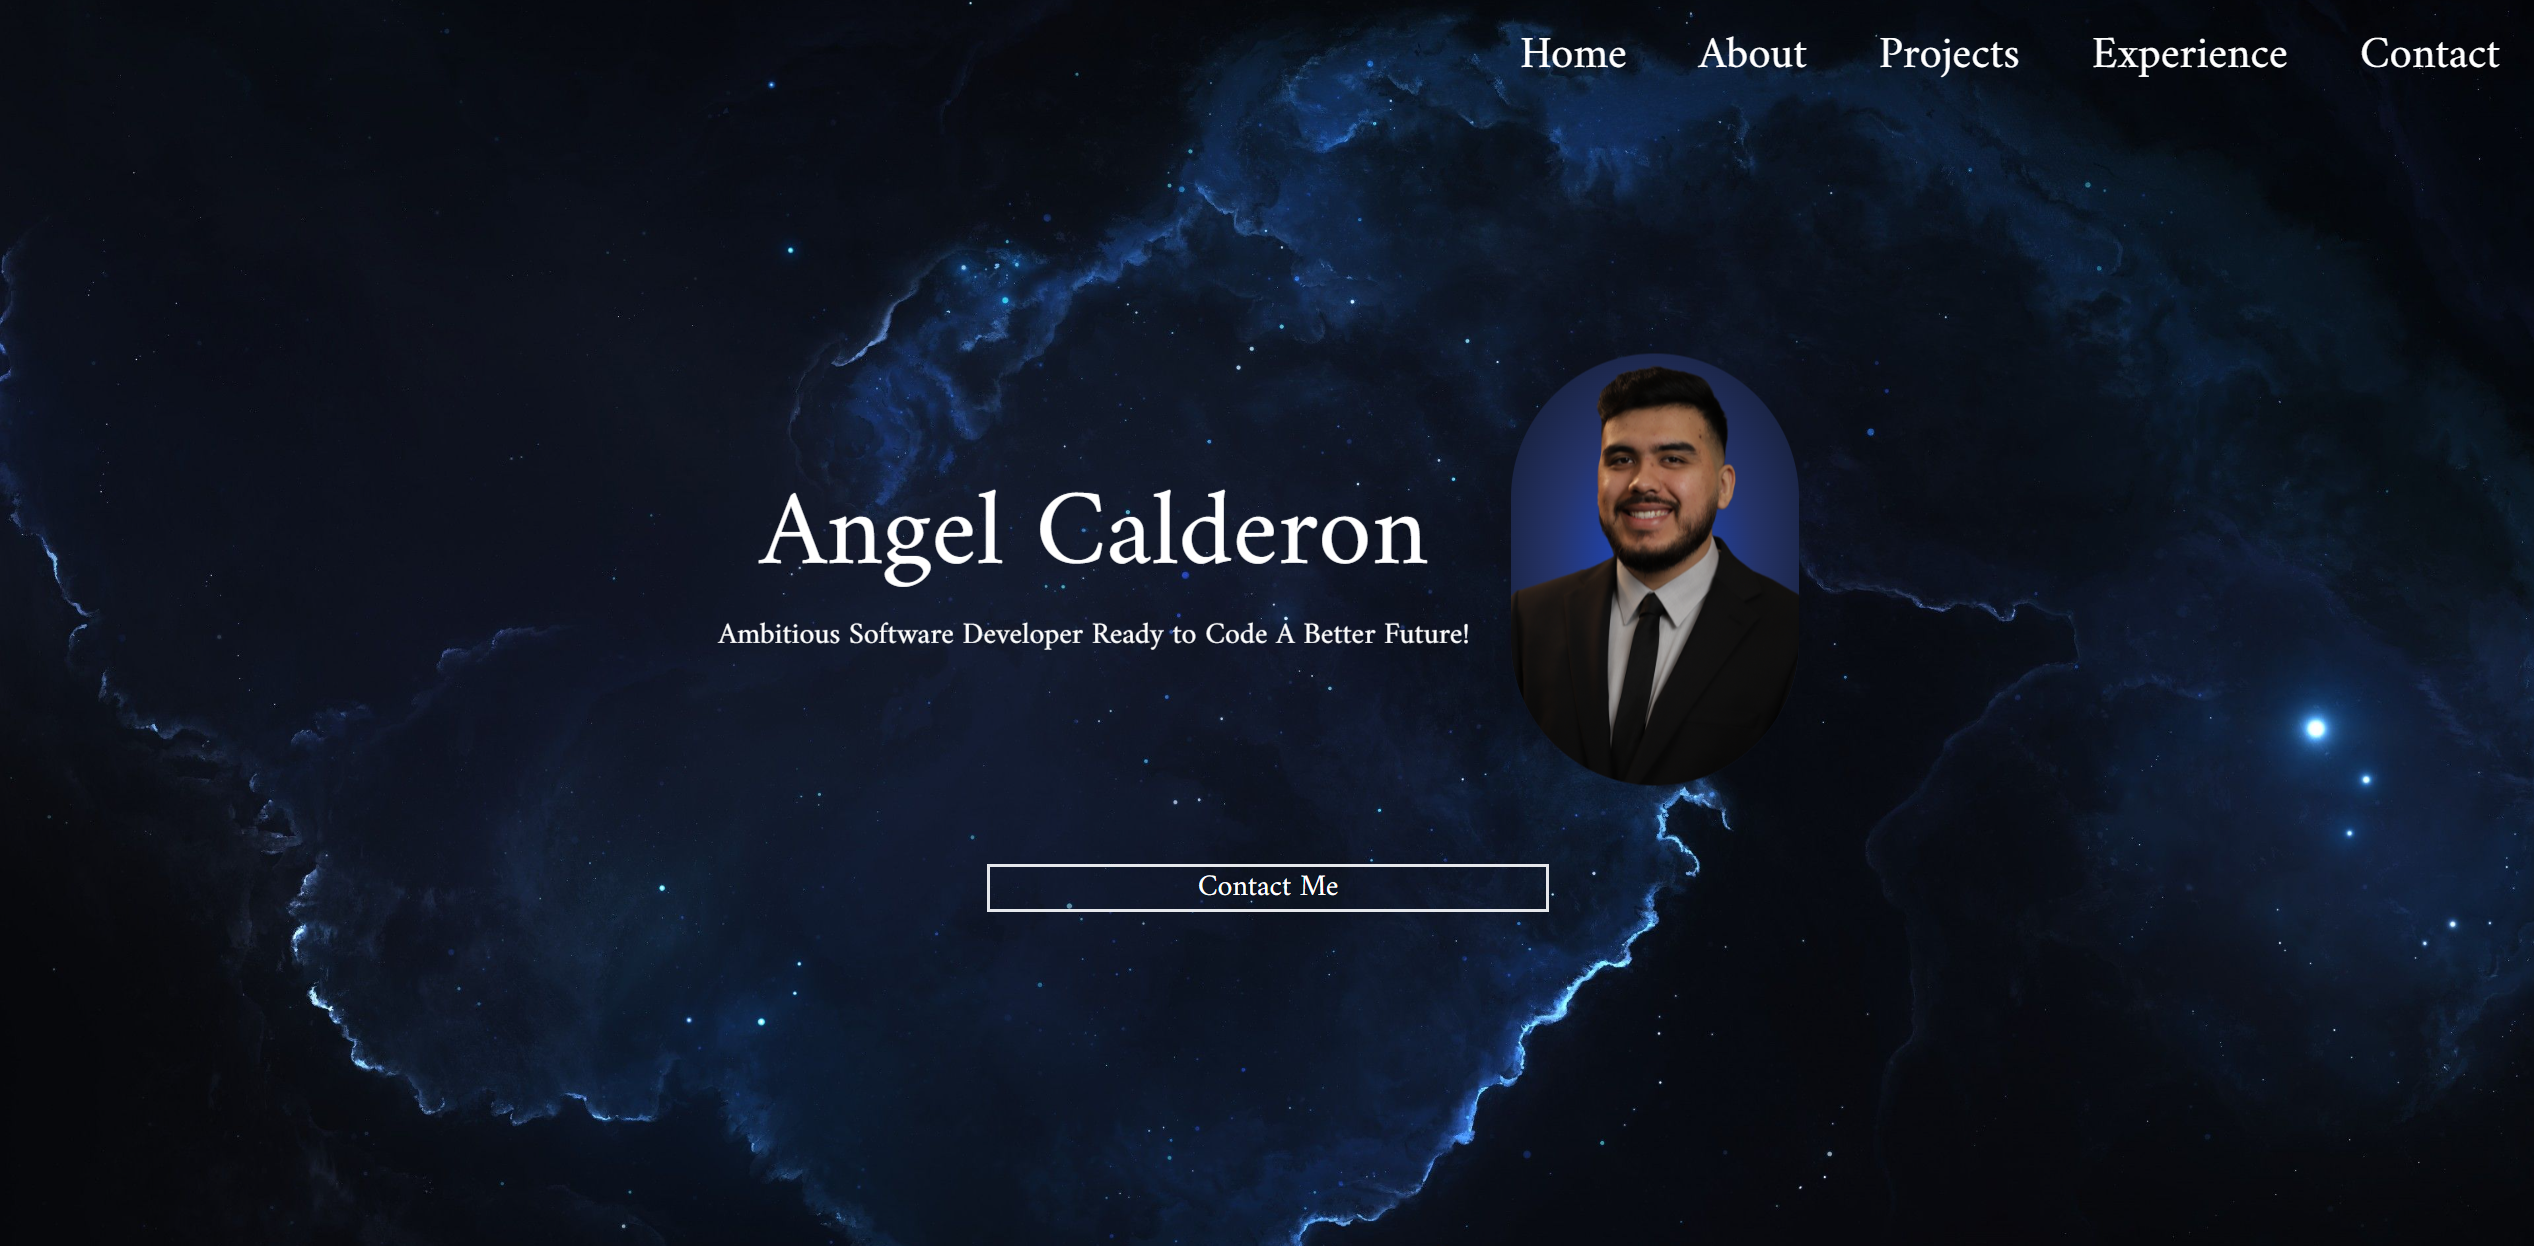 Home About Projects Experience Contact
Angel Calderon
Ambitious Software Developer Ready to Code A Better Future!
Contact Me